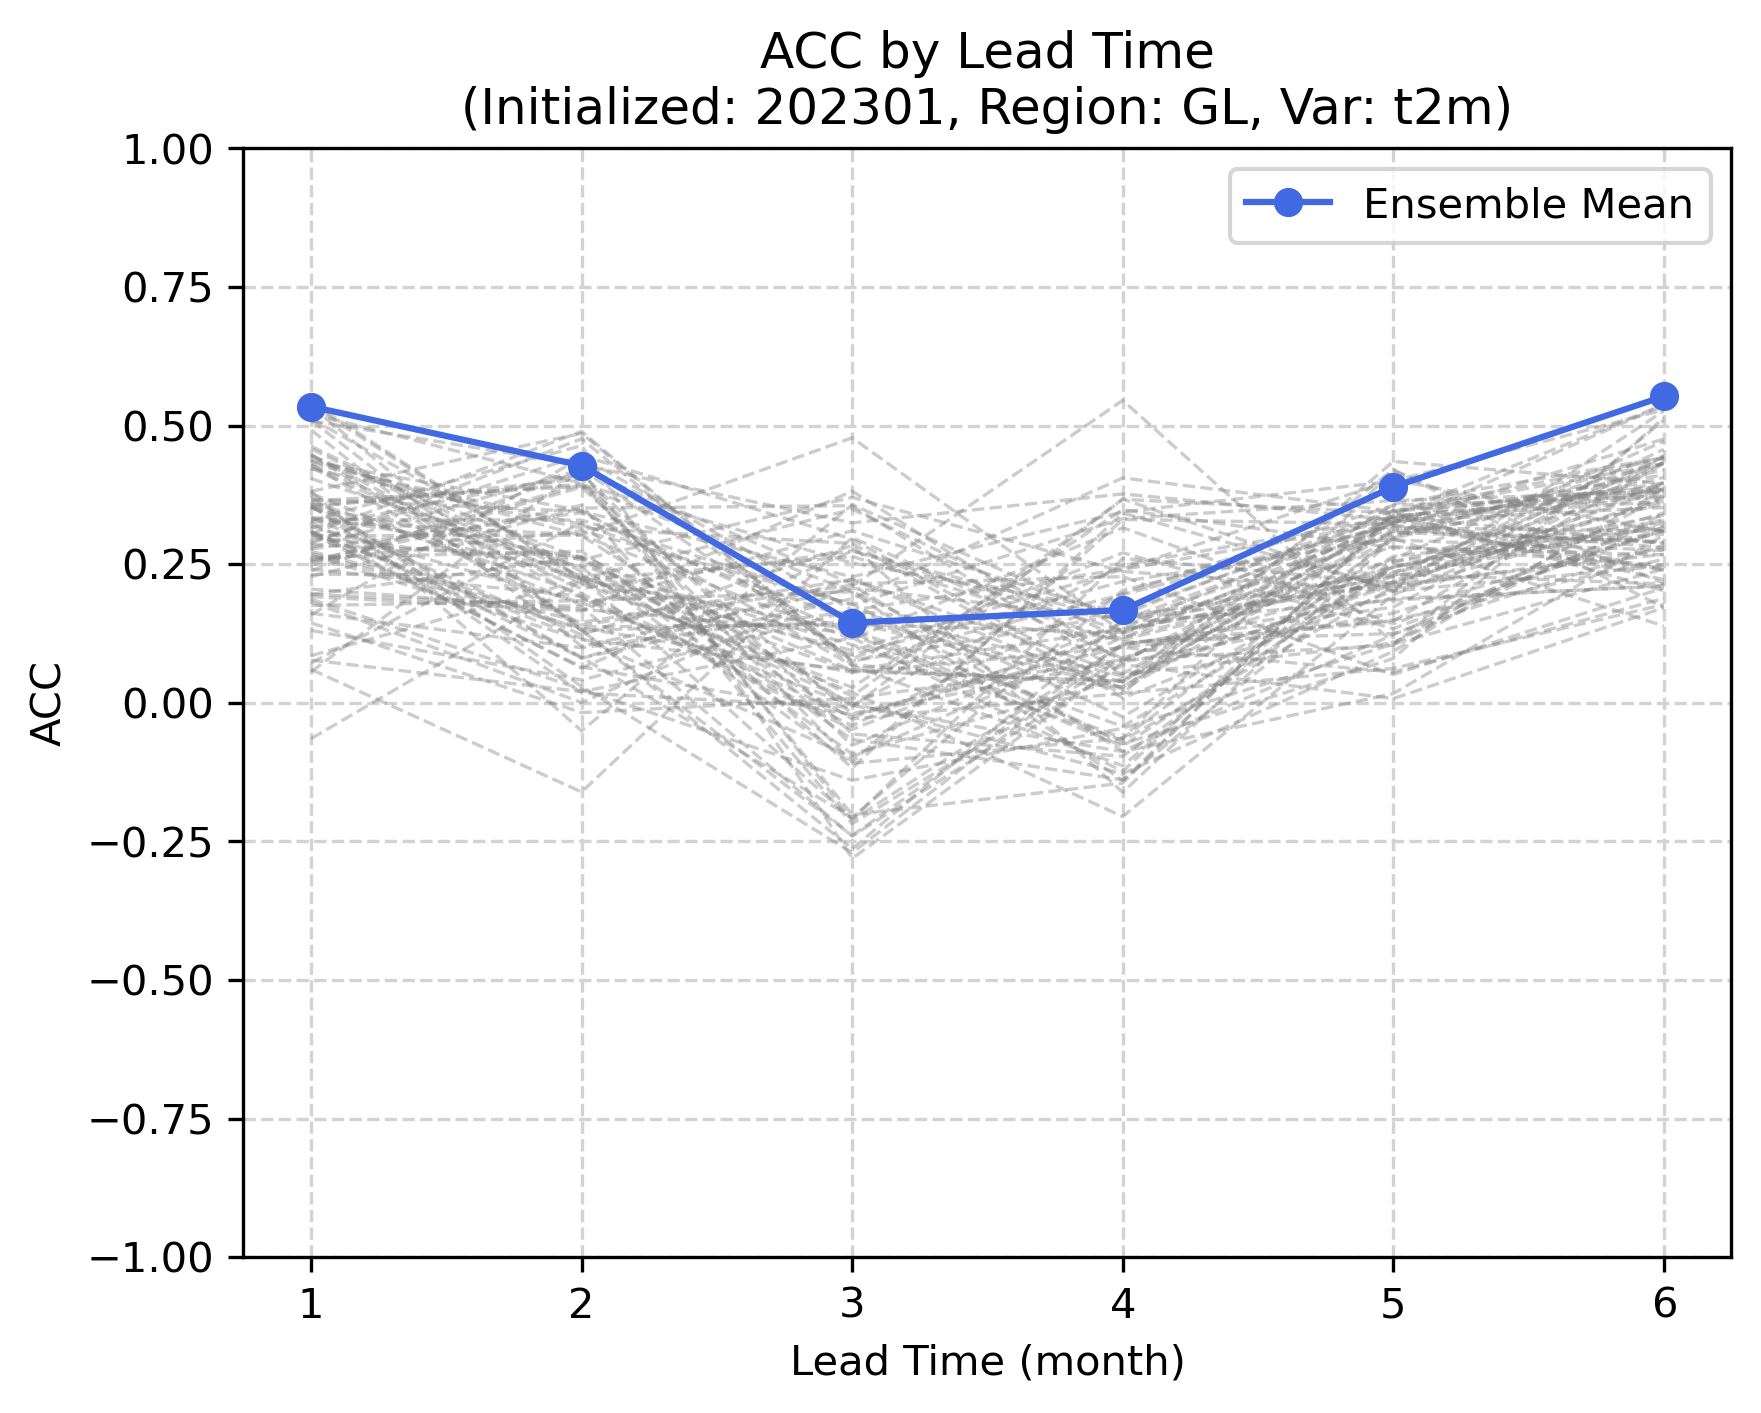 ACC by Lead Time
(Initialized: 202301, Region: GL, Var: t2m)
Ensemble Mean
1.00
0.75
0.50
0.25
0.00
−0.25
−0.50
−0.75
−1.00
ACC
1 2 3 4 5 6
Lead Time (month)